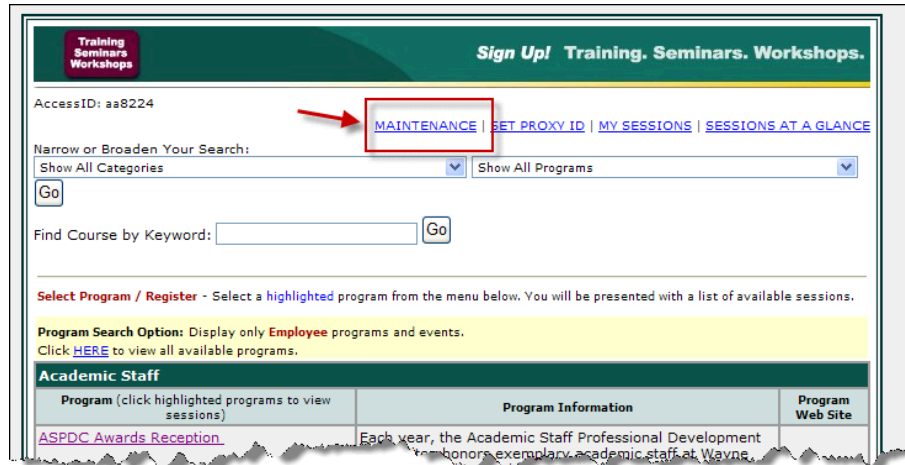 Training
Seminars
Workshops
Sign Up! Training. Seminars. Workshops.
AccessID: aa8224
MAINTENANCE | SET PROXY ID | MY SESSIONS | SESSIONS AT A GLANCE
Narrow or Broaden Your Search:
Show All Categories Show All Programs
Go
Find Course by Keyword: Go
Select Program / Register - Select a highlighted program from the menu below. You will be presented with a list of available sessions.
Program Search Option: Display only Employee programs and events.
Click HERE to view all available programs.
Academic Staff
Program (click highlighted programs to view sessions) Program Information Program Web Site
ASPDC Awards Reception Each year, the Academic Staff Professional Development
honors exemplary academic staff at Wayne